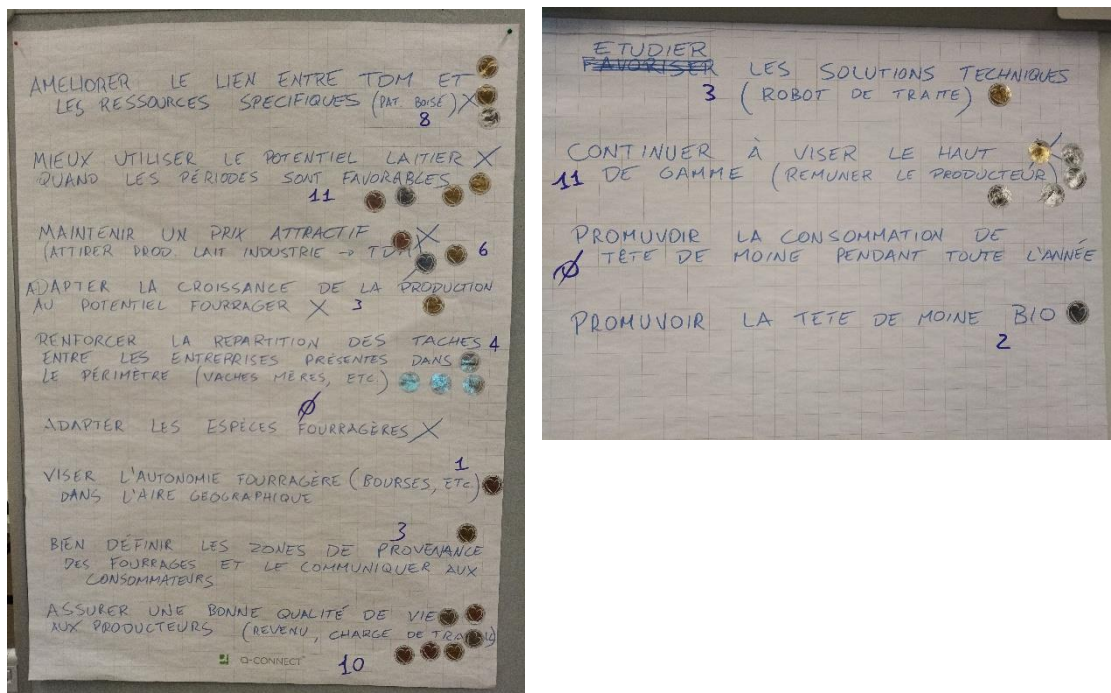 AMELIORER LE LIEN ENTRE TDM ET
LES RESSOURCES SPECIFIQUES (PAT. BOISÉ) X
8
MIEUX UTILISER LE POTENTIEL LAITIER X
QUAND LES PÉRIODES SONT FAVORABLES
11
MAINTENIR UN PRIX ATTRACTIF X
(ATTIRER PROD. LAIT INDUSTRIE → TDM) 6
ADAPTER LA CROISSANCE DE LA PRODUCTION
AU POTENTIEL FOURRAGER X 3
RENFORCER LA REPARTITION DES TACHES 4
ENTRE LES ENTREPRISES PRÉSENTES DANS
LE PÉRIMÈTRE (VACHES MÈRES, ETC.)
Ø
ADAPTER LES ESPÈCES FOURRAGÈRES X
1
VISER L'AUTONOMIE FOURRAGÈRE (BOURSES, ETC.)
DANS L'AIRE GEOGRAPHIQUE
3
BIEN DÉFINIR LES ZONES DE PROVENANCE
DES FOURRAGES ET LE COMMUNIQUER AUX
CONSOMMATEURS
ASSURER UNE BONNE QUALITÉ DE VIE
AUX PRODUCTEURS (REVENU, CHARGE DE TRAVAIL)
Q-CONNECT
10
ETUDIER
FAVORISER LES SOLUTIONS TECHNIQUES
3 (ROBOT DE TRAITE)
CONTINUER À VISER LE HAUT
11 DE GAMME (REMUNER LE PRODUCTEUR)
PROMUVOIR LA CONSOMMATION DE
Ø TÊTE DE MOINE PENDANT TOUTE L'ANNÉE
PROMUVOIR LA TETE DE MOINE BIO
2